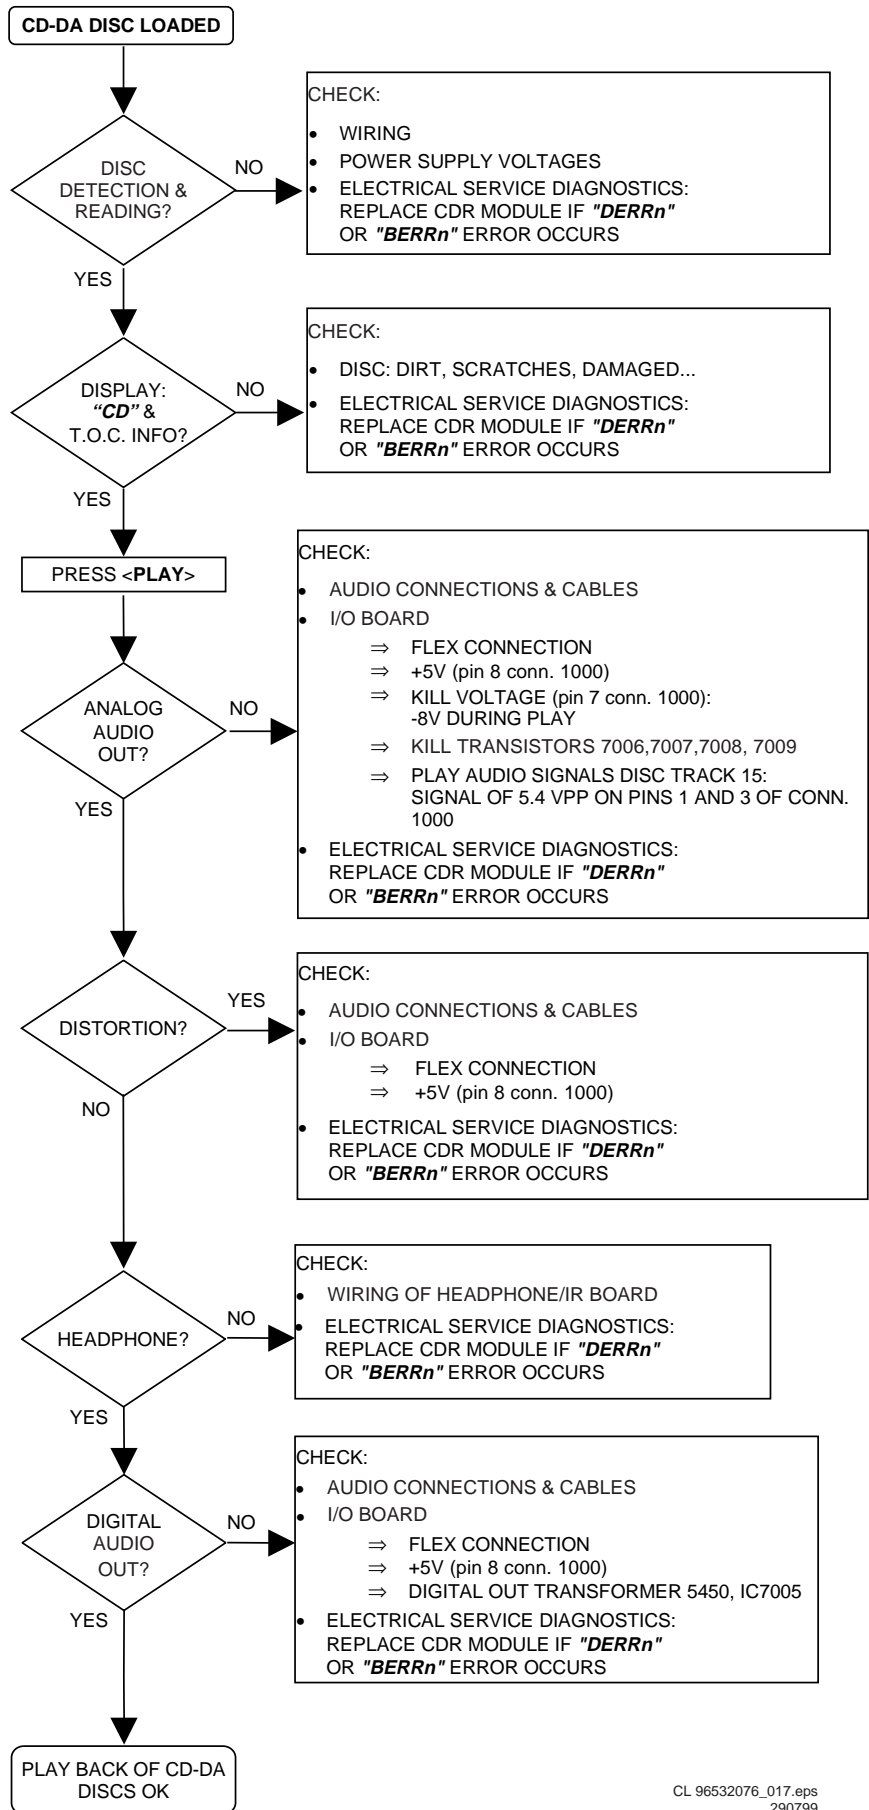 CD-DA DISC LOADED
DISC
DETECTION &
READING?
NO
YES
CHECK:
• WIRING
• POWER SUPPLY VOLTAGES
• ELECTRICAL SERVICE DIAGNOSTICS:
REPLACE CDR MODULE IF "DERRn"
OR "BERRn" ERROR OCCURS
DISPLAY:
“CD” &
T.O.C. INFO?
NO
YES
CHECK:
• DISC: DIRT, SCRATCHES, DAMAGED...
• ELECTRICAL SERVICE DIAGNOSTICS:
REPLACE CDR MODULE IF "DERRn"
OR "BERRn" ERROR OCCURS
PRESS <PLAY>
ANALOG
AUDIO
OUT?
NO
YES
CHECK:
• AUDIO CONNECTIONS & CABLES
• I/O BOARD
⇒ FLEX CONNECTION
⇒ +5V (pin 8 conn. 1000)
⇒ KILL VOLTAGE (pin 7 conn. 1000):
-8V DURING PLAY
⇒ KILL TRANSISTORS 7006,7007,7008, 7009
⇒ PLAY AUDIO SIGNALS DISC TRACK 15:
SIGNAL OF 5.4 VPP ON PINS 1 AND 3 OF CONN.
1000
• ELECTRICAL SERVICE DIAGNOSTICS:
REPLACE CDR MODULE IF "DERRn"
OR "BERRn" ERROR OCCURS
DISTORTION?
YES
NO
CHECK:
• AUDIO CONNECTIONS & CABLES
• I/O BOARD
⇒ FLEX CONNECTION
⇒ +5V (pin 8 conn. 1000)
• ELECTRICAL SERVICE DIAGNOSTICS:
REPLACE CDR MODULE IF "DERRn"
OR "BERRn" ERROR OCCURS
HEADPHONE?
NO
YES
CHECK:
• WIRING OF HEADPHONE/IR BOARD
• ELECTRICAL SERVICE DIAGNOSTICS:
REPLACE CDR MODULE IF "DERRn"
OR "BERRn" ERROR OCCURS
DIGITAL
AUDIO
OUT?
NO
YES
CHECK:
• AUDIO CONNECTIONS & CABLES
• I/O BOARD
⇒ FLEX CONNECTION
⇒ +5V (pin 8 conn. 1000)
⇒ DIGITAL OUT TRANSFORMER 5450, IC7005
• ELECTRICAL SERVICE DIAGNOSTICS:
REPLACE CDR MODULE IF "DERRn"
OR "BERRn" ERROR OCCURS
PLAY BACK OF CD-DA
DISCS OK
CL 96532076_017.eps
290799